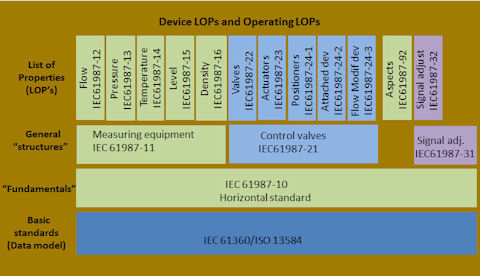 Device LOPs and Operating LOPs
List of
Properties
(LOP's)
Flow
IEC61987-12
Pressure
IEC61987-13
Temperature
IEC61987-14
Level
IEC61987-15
Density
IEC61987-16
Valves
IEC61987-22
Actuators
IEC61987-23
Positioners
IEC61987-24-1
Attached dev
IEC61987-24-2
Flow Modif dev
IEC61987-24-3
Aspects
IEC61987-92
Signal adjust
IEC61987-32
General
"structures"
Measuring equipment
IEC 61987-11
Control valves
IEC61987-21
Signal adj.
IEC61987-31
"Fundamentals"
IEC 61987-10
Horizontal standard
Basic
standards
(Data model)
IEC 61360/ISO 13584